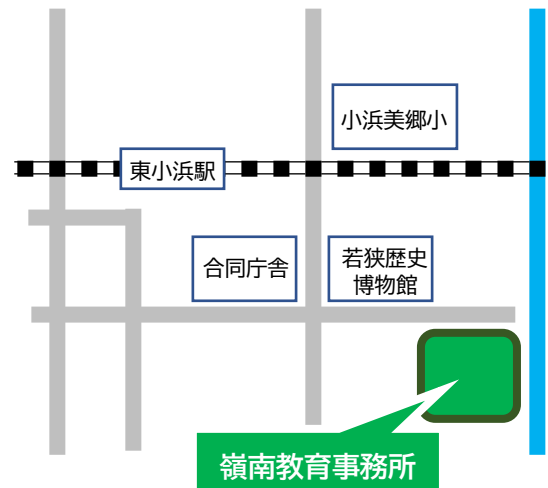 小浜美郷小
東小浜駅
合同庁舎
若狭歴史
博物館
嶺南教育事務所